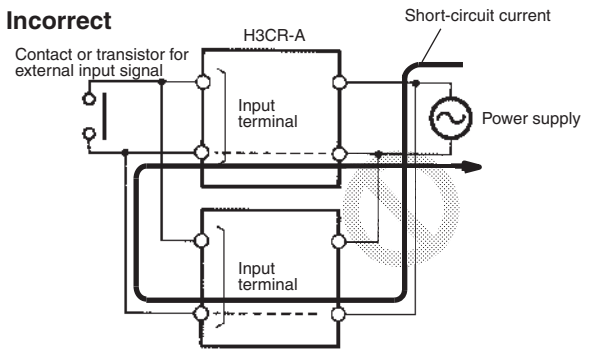 Incorrect
Short-circuit current
H3CR-A
Contact or transistor for
external input signal
Input
terminal
Power supply
Input
terminal